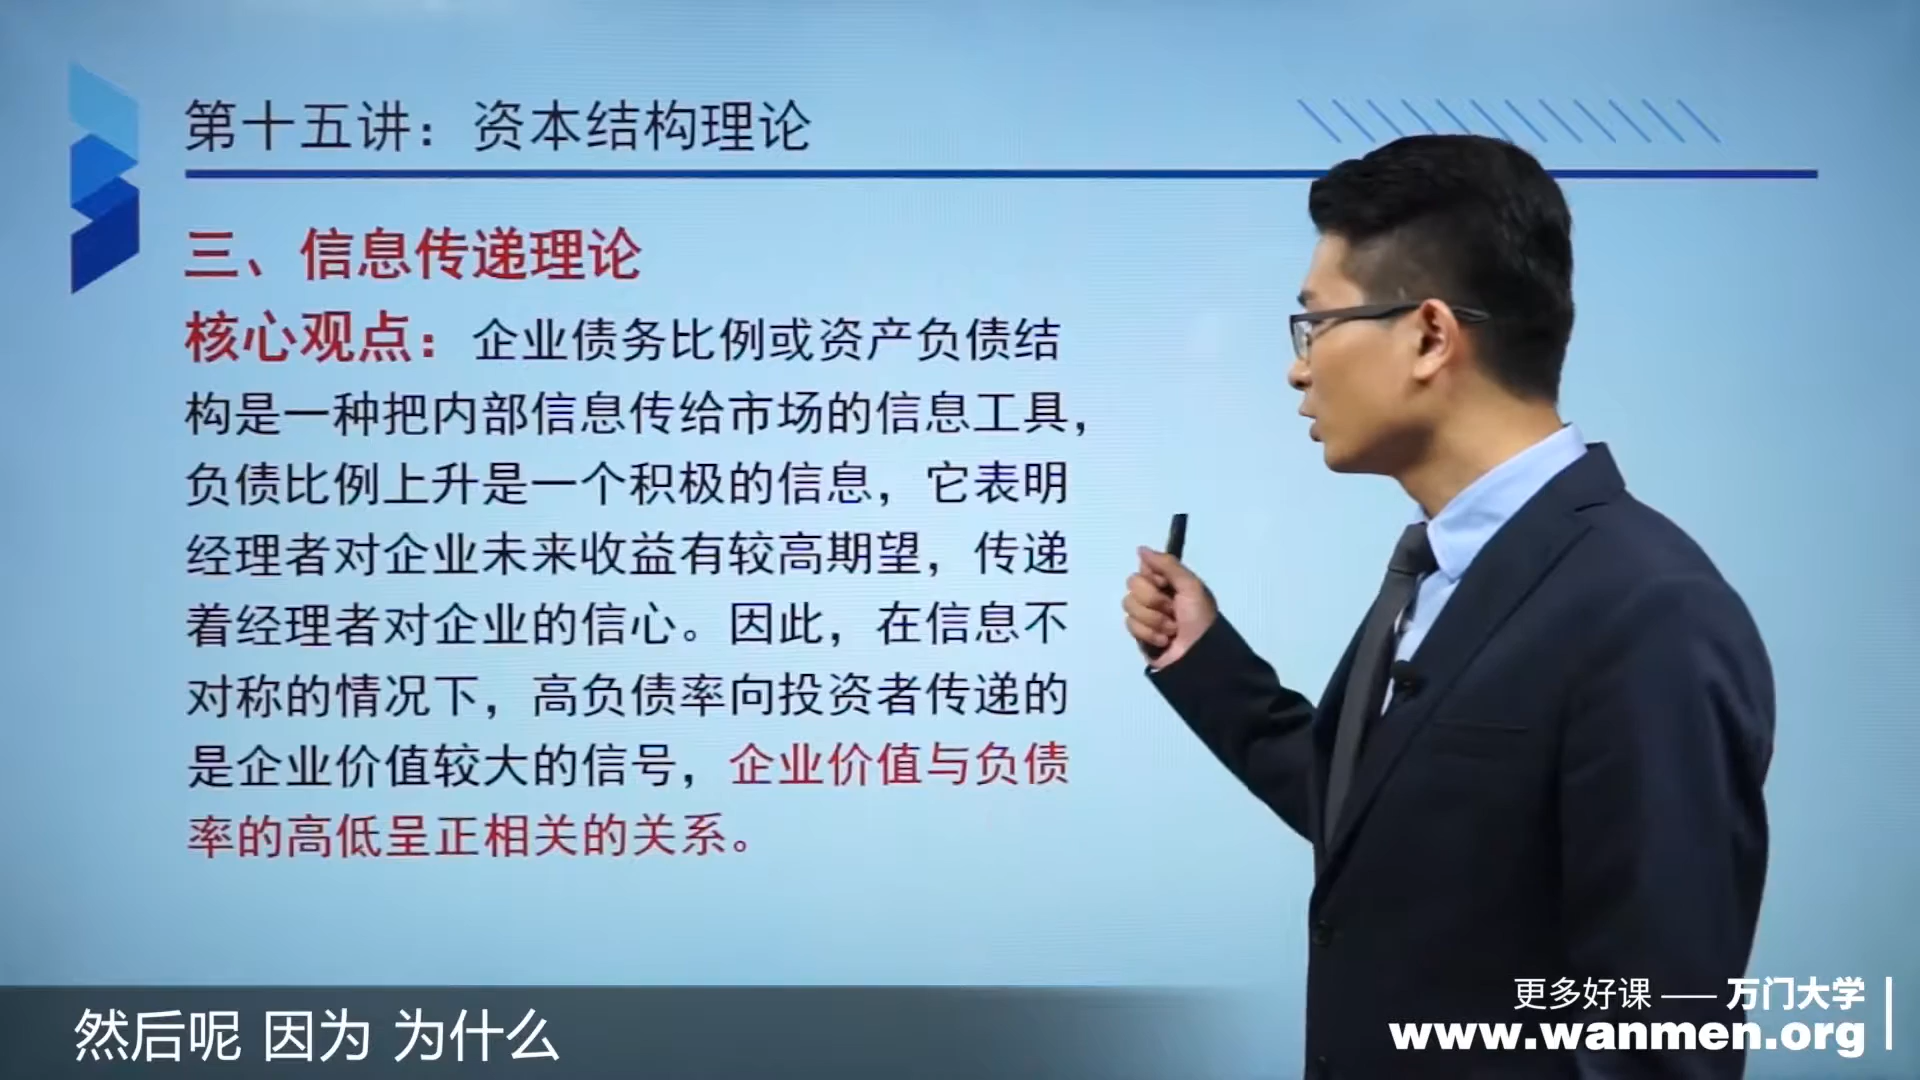 第十五讲：资本结构理论
三、信息传递理论
核心观点：企业债务比例或资产负债结
构是一种把内部信息传给市场的信息工具，
负债比例上升是一个积极的信息，它表明
经理者对企业未来收益有较高期望，传递
着经理者对企业的信心。因此，在信息不
对称的情况下，高负债率向投资者传递的
是企业价值较大的信号，企业价值与负债
率的高低呈正相关的关系。
然后呢 因为 为什么
更多好课 —— 万门大学
www.wanmen.org